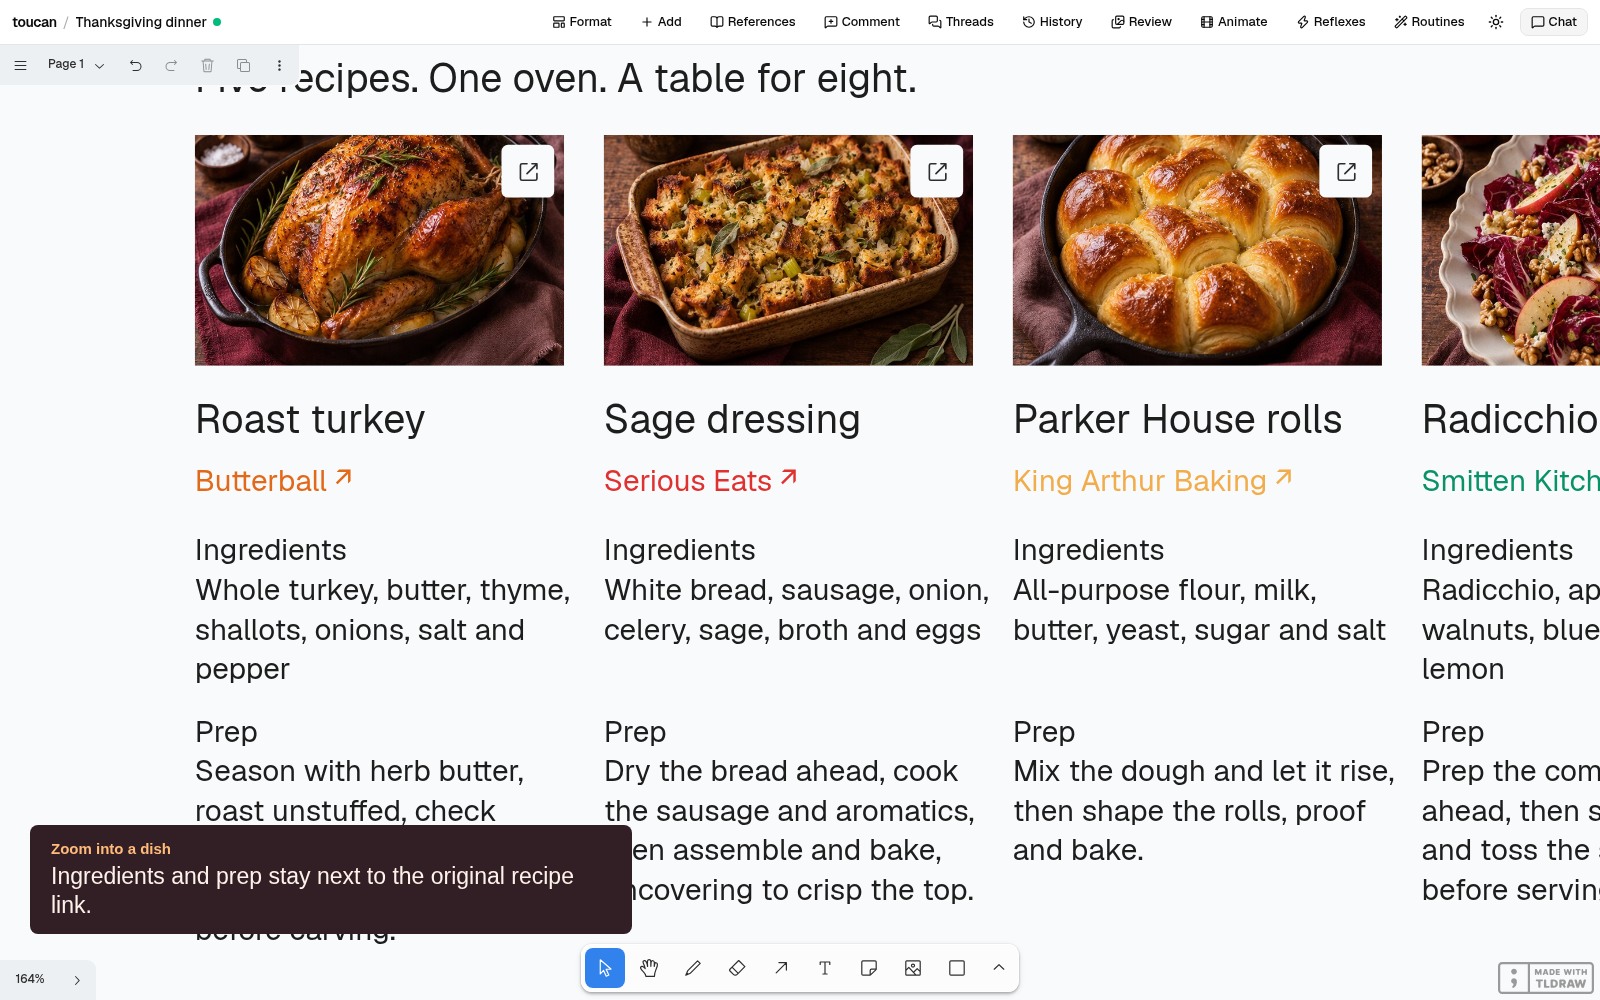 toucan / Thanksgiving dinner
Format
Add
References
Comment
Threads
History
Review
Animate
Reflexes
Routines
Chat
Page 1
Five recipes. One oven. A table for eight.
Roast turkey
Butterball
Ingredients
Whole turkey, butter, thyme,
shallots, onions, salt and
pepper
Prep
Season with herb butter,
roast unstuffed, check
before carving.
Sage dressing
Serious Eats
Ingredients
White bread, sausage, onion,
celery, sage, broth and eggs
Prep
Dry the bread ahead, cook
the sausage and aromatics,
then assemble and bake,
uncovering to crisp the top.
Parker House rolls
King Arthur Baking
Ingredients
All-purpose flour, milk,
butter, yeast, sugar and salt
Prep
Mix the dough and let it rise,
then shape the rolls, proof
and bake.
Radicchio
Smitten Kitch
Ingredients
Radicchio, ap
walnuts, blue
lemon
Prep
Prep the com
ahead, then s
and toss the
before serving
Zoom into a dish
Ingredients and prep stay next to the original recipe
link.
164%
MADE WITH
TLDRAW